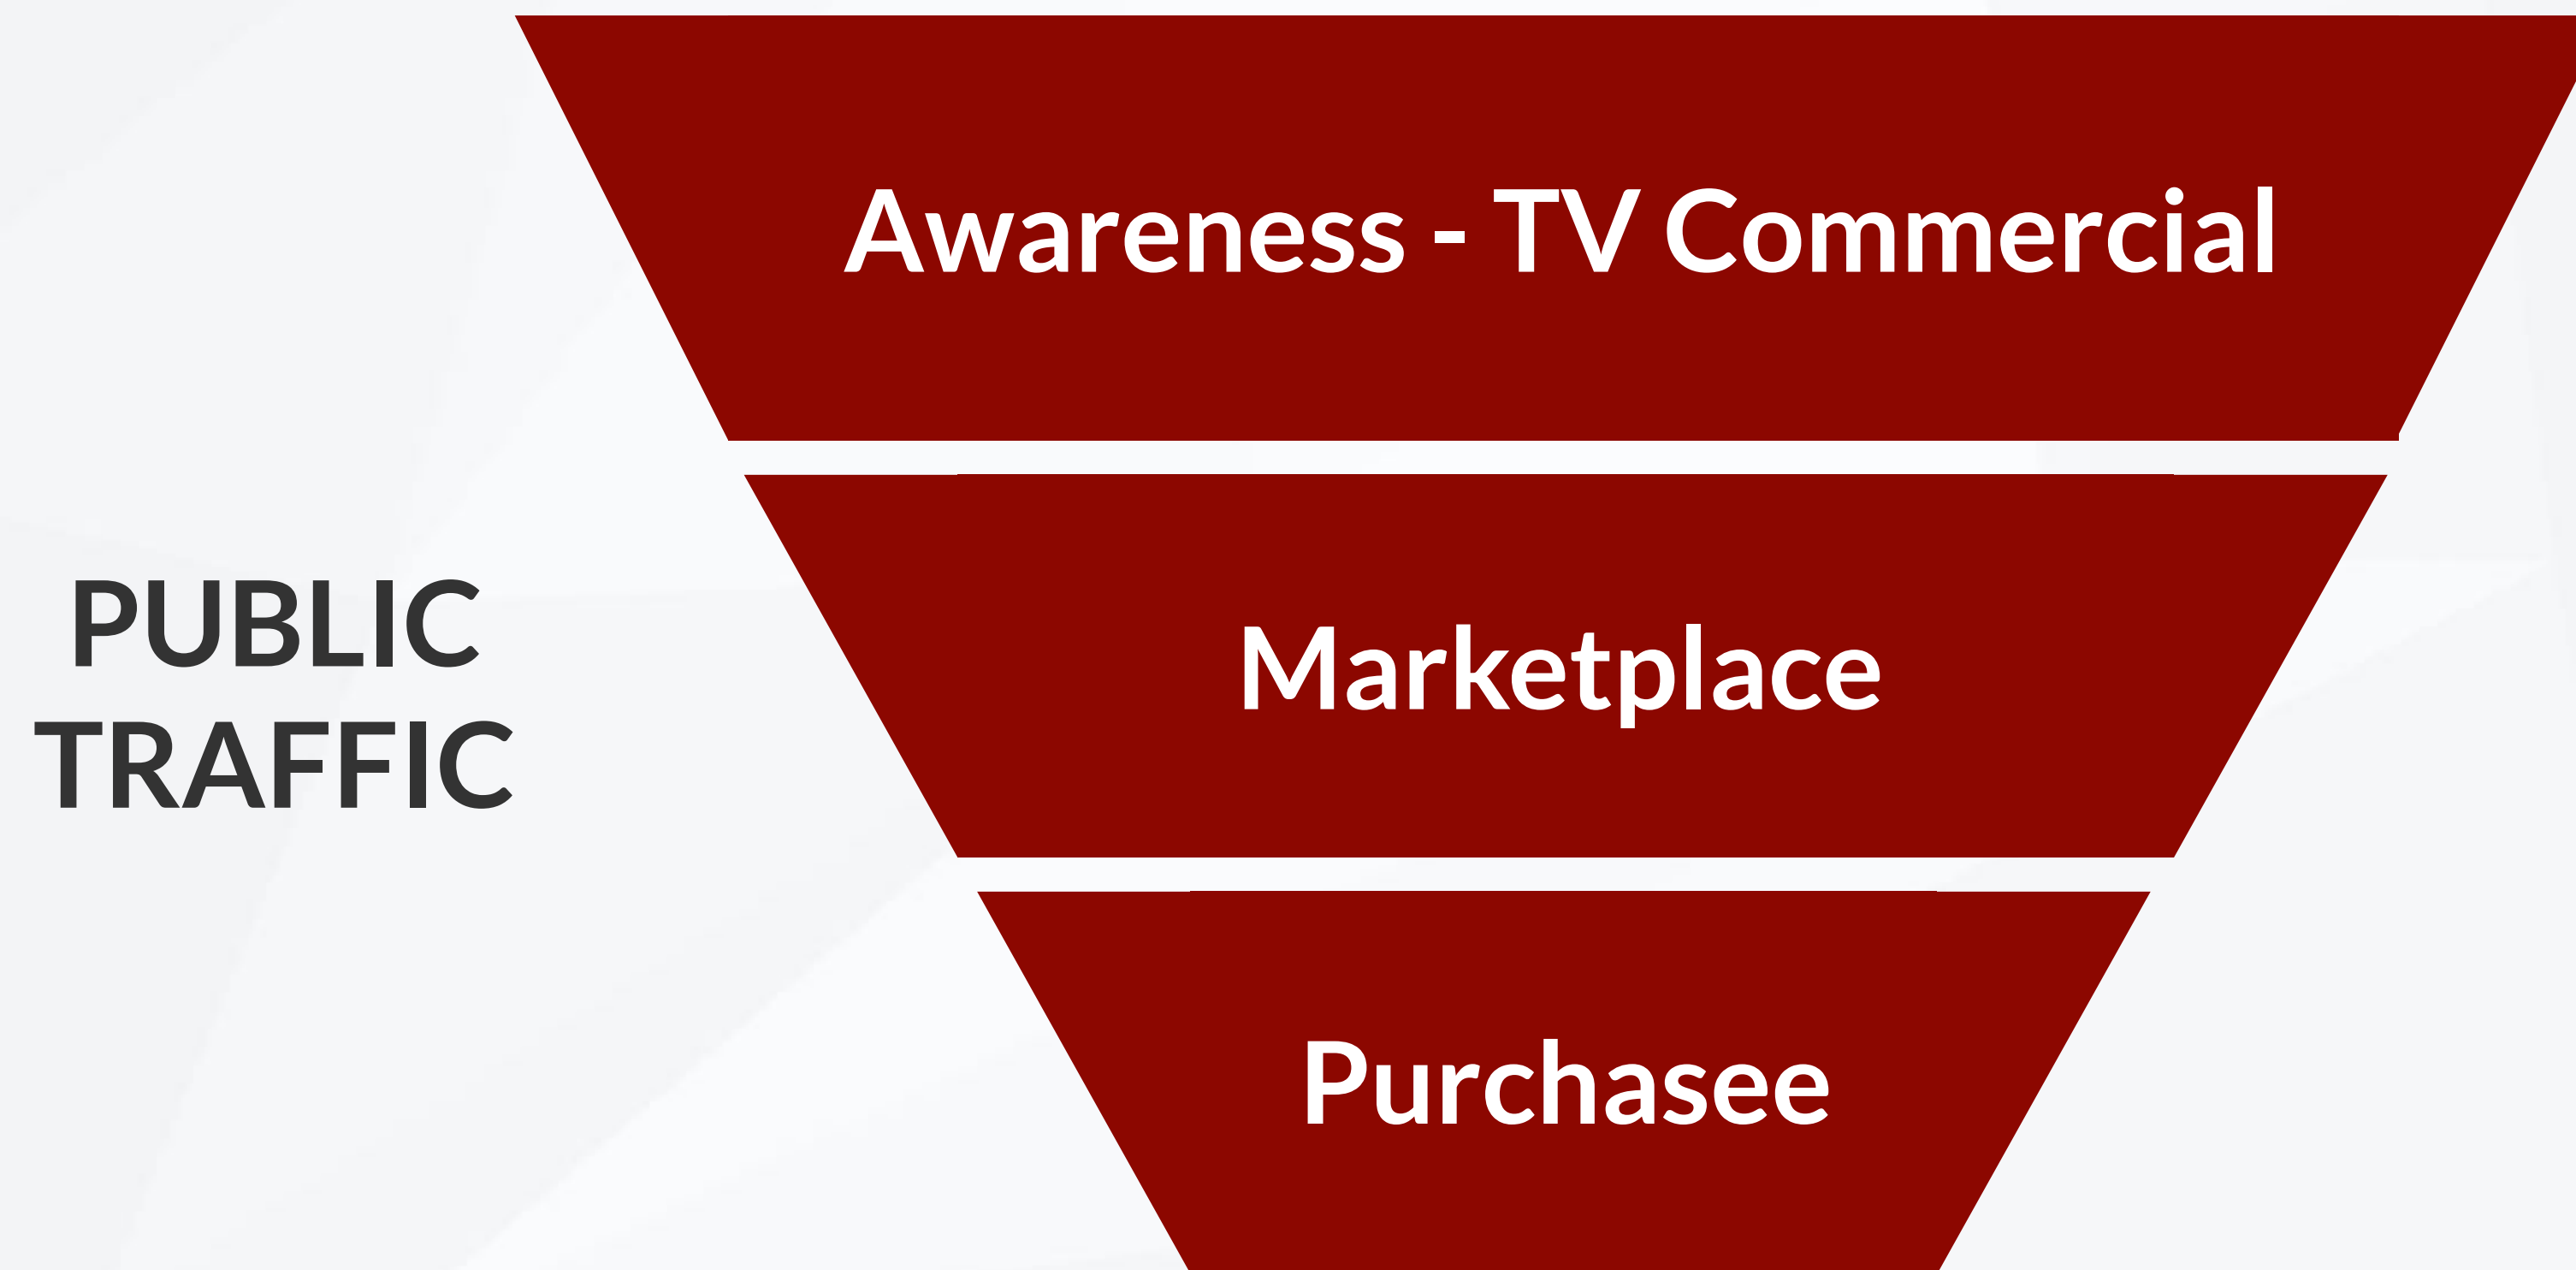 Awareness - TV Commercial
PUBLIC
TRAFFIC
Marketplace
Purchasee